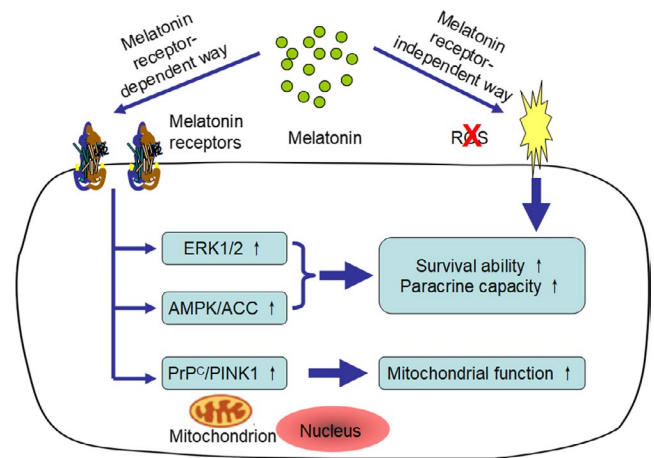 Melatonin
receptor-
dependent way
Melatonin
receptor-
independent way
Melatonin
receptors
Melatonin
ROS
ERK1/2 ↑
AMPK/ACC ↑
PrPᶜ/PINK1 ↑
Survival ability ↑
Paracrine capacity ↑
Mitochondrial function ↑
Mitochondrion
Nucleus